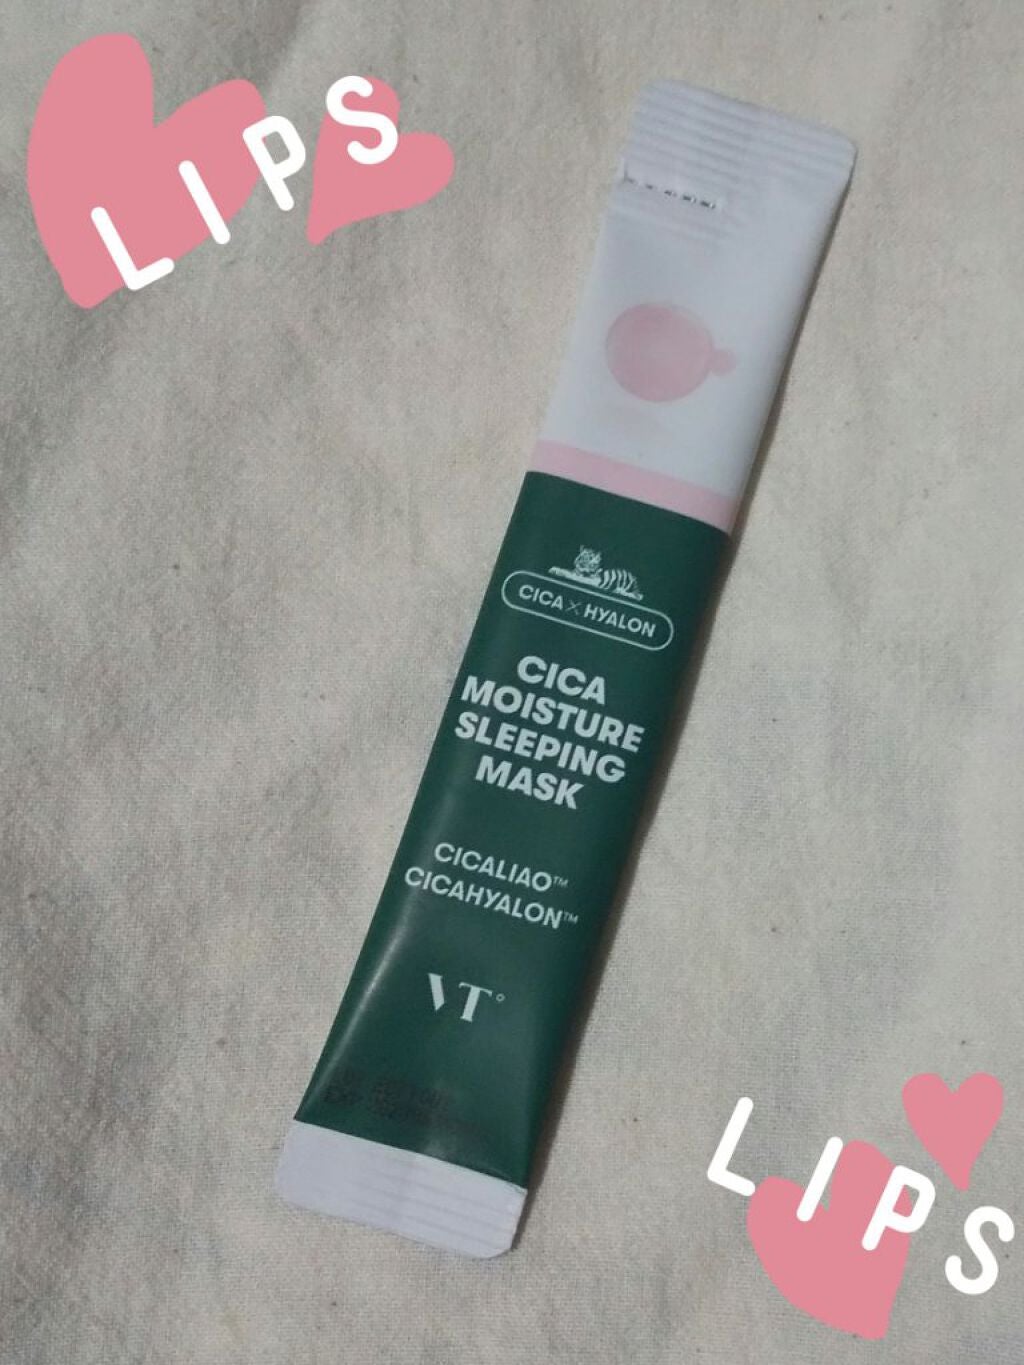 LIPS
CICA X HYALON
CICA
MOISTURE
SLEEPING
MASK
CICALIAO™
CICAHYALON™
VT°
LIPS